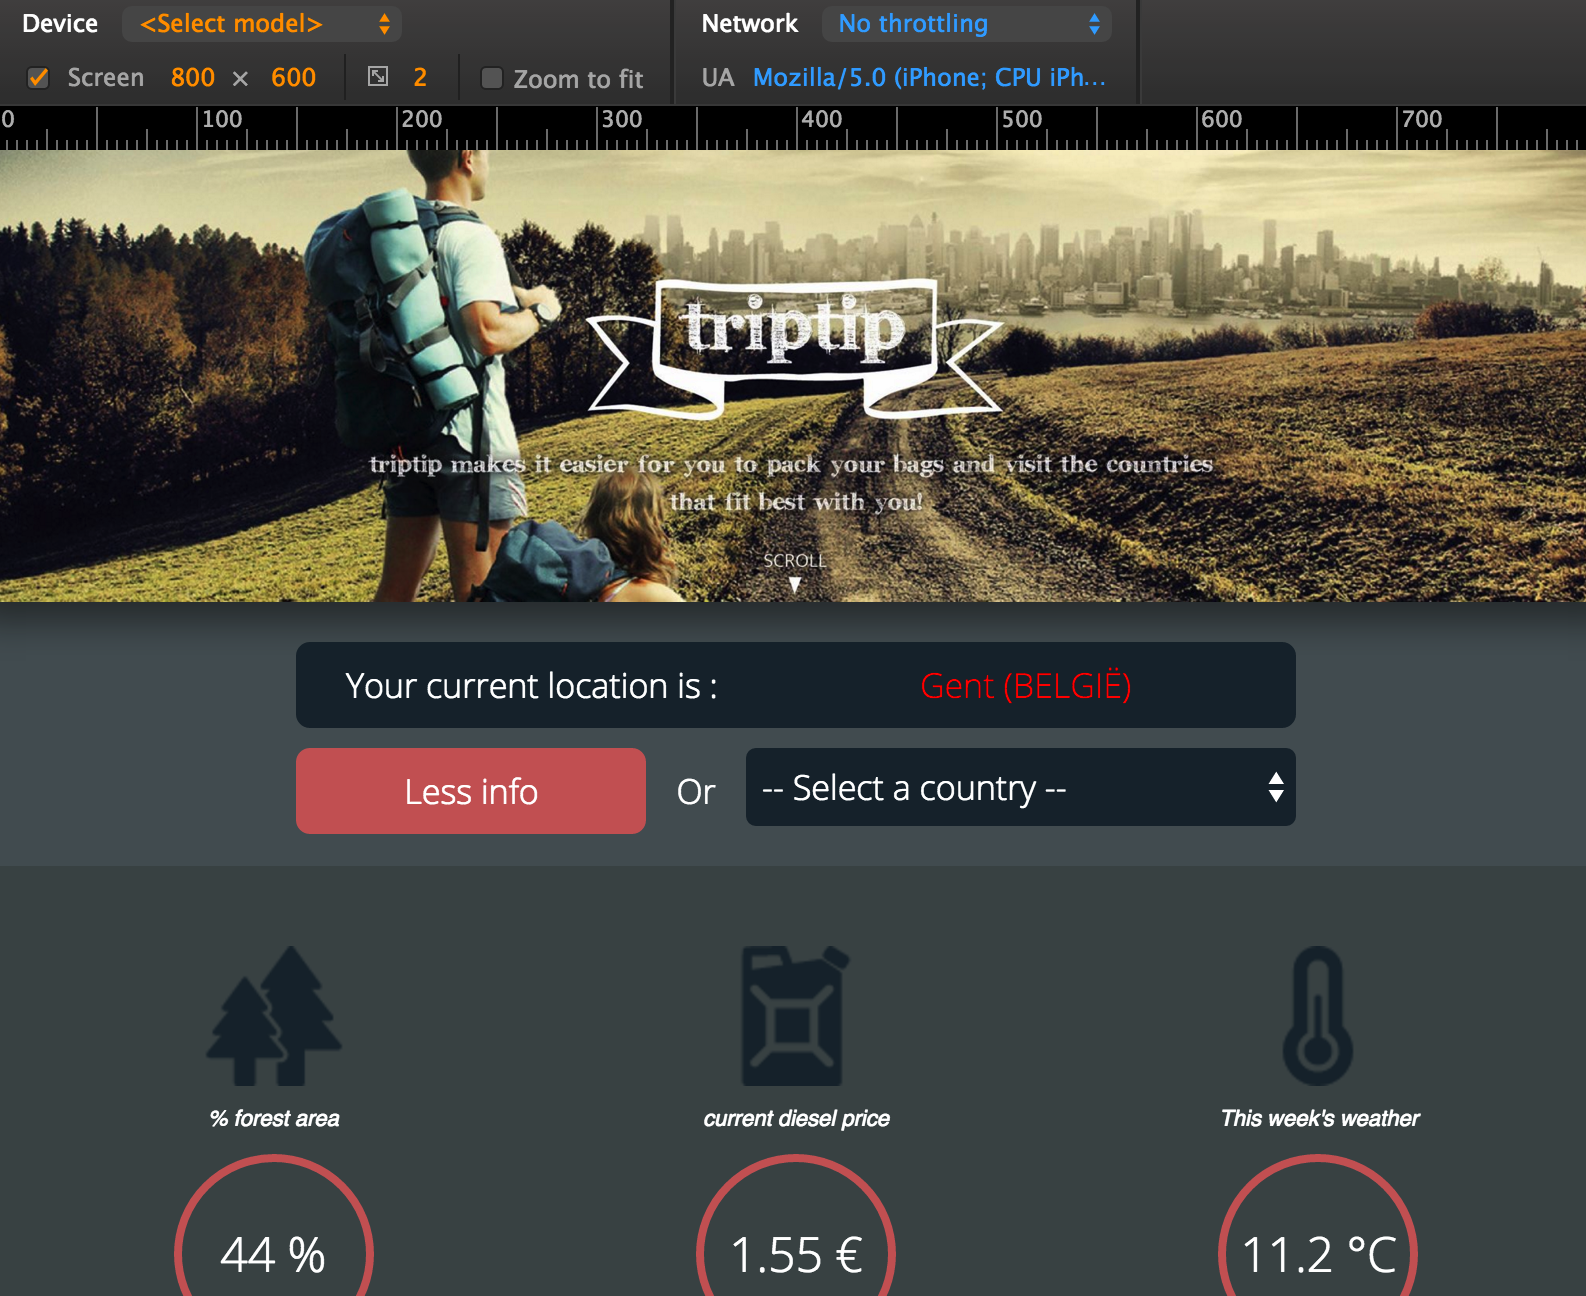 Device <Select model> Network No throttling
Screen 800 × 600 2 Zoom to fit UA Mozilla/5.0 (iPhone; CPU iPh...
0 100 200 300 400 500 600 700
triptip
triptip makes it easier for you to pack your bags and visit the countries
that fit best with you!
SCROLL
Your current location is : Gent (BELGIË)
Less info Or -- Select a country --
% forest area current diesel price This week's weather
44 % 1.55 € 11.2 °C